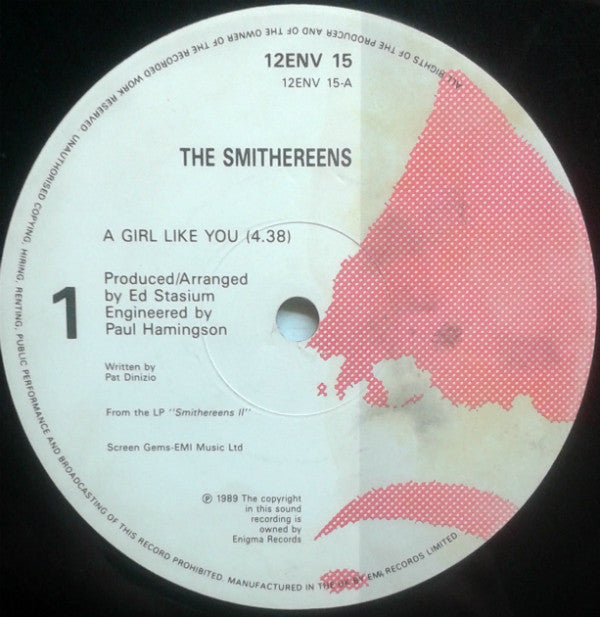 12ENV 15
12ENV 15-A
THE SMITHEREENS
A GIRL LIKE YOU (4.38)
1
Produced/Arranged
by Ed Stasium
Engineered by
Paul Hamingson
Written by
Pat Dinizio
From the LP "Smithereens II"
Screen Gems-EMI Music Ltd
℗ 1989 The copyright
in this sound
recording is
owned by
Enigma Records
ALL RIGHTS OF THE PRODUCER AND OF THE OWNER OF THE RECORDED WORK RESERVED. UNAUTHORISED COPYING, HIRING, RENTING, PUBLIC PERFORMANCE AND BROADCASTING OF THIS RECORD PROHIBITED. MANUFACTURED IN THE UK BY EMI RECORDS LIMITED